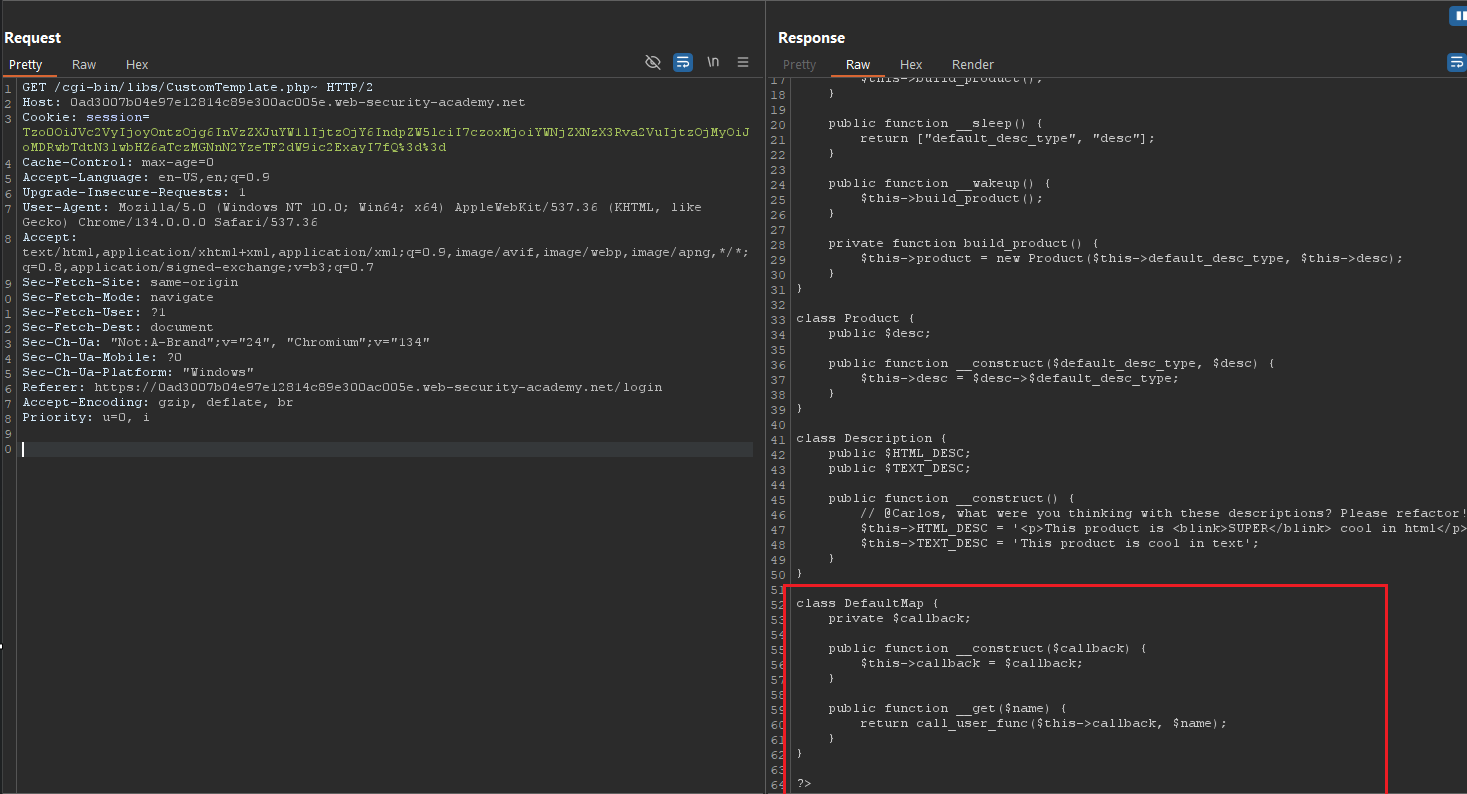 Request
Pretty Raw Hex \n
1 GET /cgi-bin/libs/CustomTemplate.php~ HTTP/2
2 Host: 0ad3007b04e97e12814c89e300ac005e.web-security-academy.net
3 Cookie: session=
Tzo0OiJVc2VyIjoyOntzOjg6InVzZXJuYW1lIjtzOjY6IndpZW5lciI7czoxMjoiYWNjZXNzX3Rva2VuIjtzOjMyOiJ
oMDRwbTdtN3lwbHZ6aTczMGNnN2YzeTF2dW9ic2ExayI7fQ%3d%3d
4 Cache-Control: max-age=0
5 Accept-Language: en-US,en;q=0.9
6 Upgrade-Insecure-Requests: 1
7 User-Agent: Mozilla/5.0 (Windows NT 10.0; Win64; x64) AppleWebKit/537.36 (KHTML, like
Gecko) Chrome/134.0.0.0 Safari/537.36
8 Accept:
text/html,application/xhtml+xml,application/xml;q=0.9,image/avif,image/webp,image/apng,*/*;
q=0.8,application/signed-exchange;v=b3;q=0.7
9 Sec-Fetch-Site: same-origin
0 Sec-Fetch-Mode: navigate
1 Sec-Fetch-User: ?1
2 Sec-Fetch-Dest: document
3 Sec-Ch-Ua: "Not:A-Brand";v="24", "Chromium";v="134"
4 Sec-Ch-Ua-Mobile: ?0
5 Sec-Ch-Ua-Platform: "Windows"
6 Referer: https://0ad3007b04e97e12814c89e300ac005e.web-security-academy.net/login
7 Accept-Encoding: gzip, deflate, br
8 Priority: u=0, i
9
0
Response
Pretty Raw Hex Render
17 $this->build_product();
18 }
19
20 public function __sleep() {
21 return ["default_desc_type", "desc"];
22 }
23
24 public function __wakeup() {
25 $this->build_product();
26 }
27
28 private function build_product() {
29 $this->product = new Product($this->default_desc_type, $this->desc);
30 }
31 }
32
33 class Product {
34 public $desc;
35
36 public function __construct($default_desc_type, $desc) {
37 $this->desc = $desc->$default_desc_type;
38 }
39 }
40
41 class Description {
42 public $HTML_DESC;
43 public $TEXT_DESC;
44
45 public function __construct() {
46 // @Carlos, what were you thinking with these descriptions? Please refactor!
47 $this->HTML_DESC = '<p>This product is <blink>SUPER</blink> cool in html</p>
48 $this->TEXT_DESC = 'This product is cool in text';
49 }
50 }
51
52 class DefaultMap {
53 private $callback;
54
55 public function __construct($callback) {
56 $this->callback = $callback;
57 }
58
59 public function __get($name) {
60 return call_user_func($this->callback, $name);
61 }
62 }
63
64 ?>